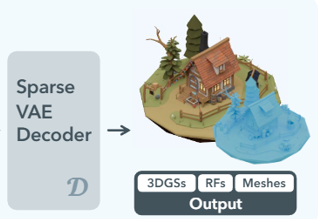 Sparse
VAE
Decoder
𝒟
3DGSs RFs Meshes
Output